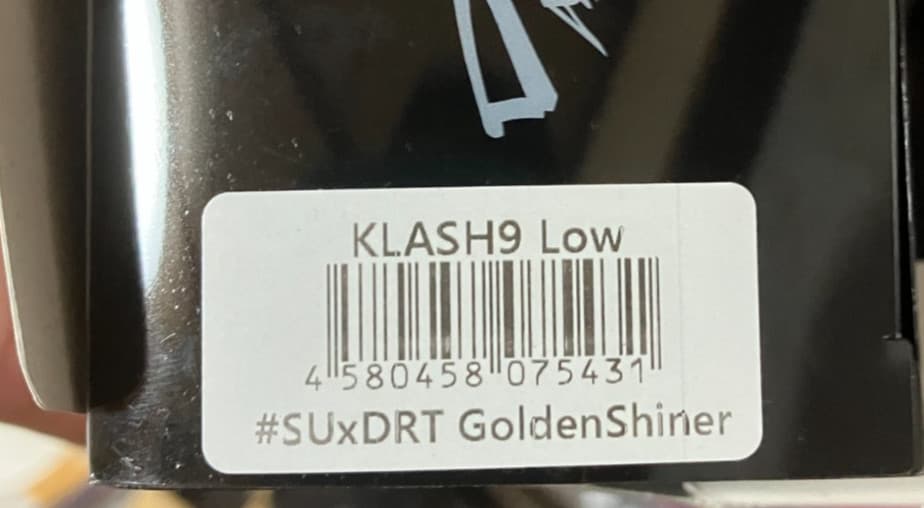 KLASH9 Low
4 580458 075431
#SUxDRT GoldenShiner